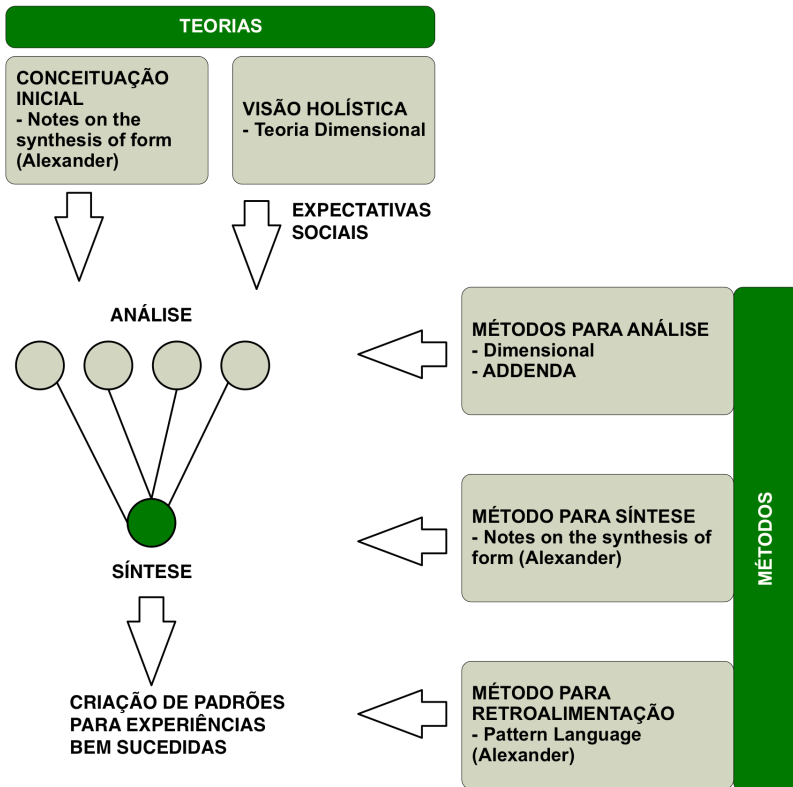 TEORIAS
CONCEITUAÇÃO
INICIAL
- Notes on the
synthesis of form
(Alexander)
VISÃO HOLÍSTICA
- Teoria Dimensional
EXPECTATIVAS
SOCIAIS
ANÁLISE
MÉTODOS PARA ANÁLISE
- Dimensional
- ADDENDA
MÉTODO PARA SÍNTESE
- Notes on the synthesis of
form (Alexander)
MÉTODOS
SÍNTESE
CRIAÇÃO DE PADRÕES
PARA EXPERIÊNCIAS
BEM SUCEDIDAS
MÉTODO PARA
RETROALIMENTAÇÃO
- Pattern Language
(Alexander)